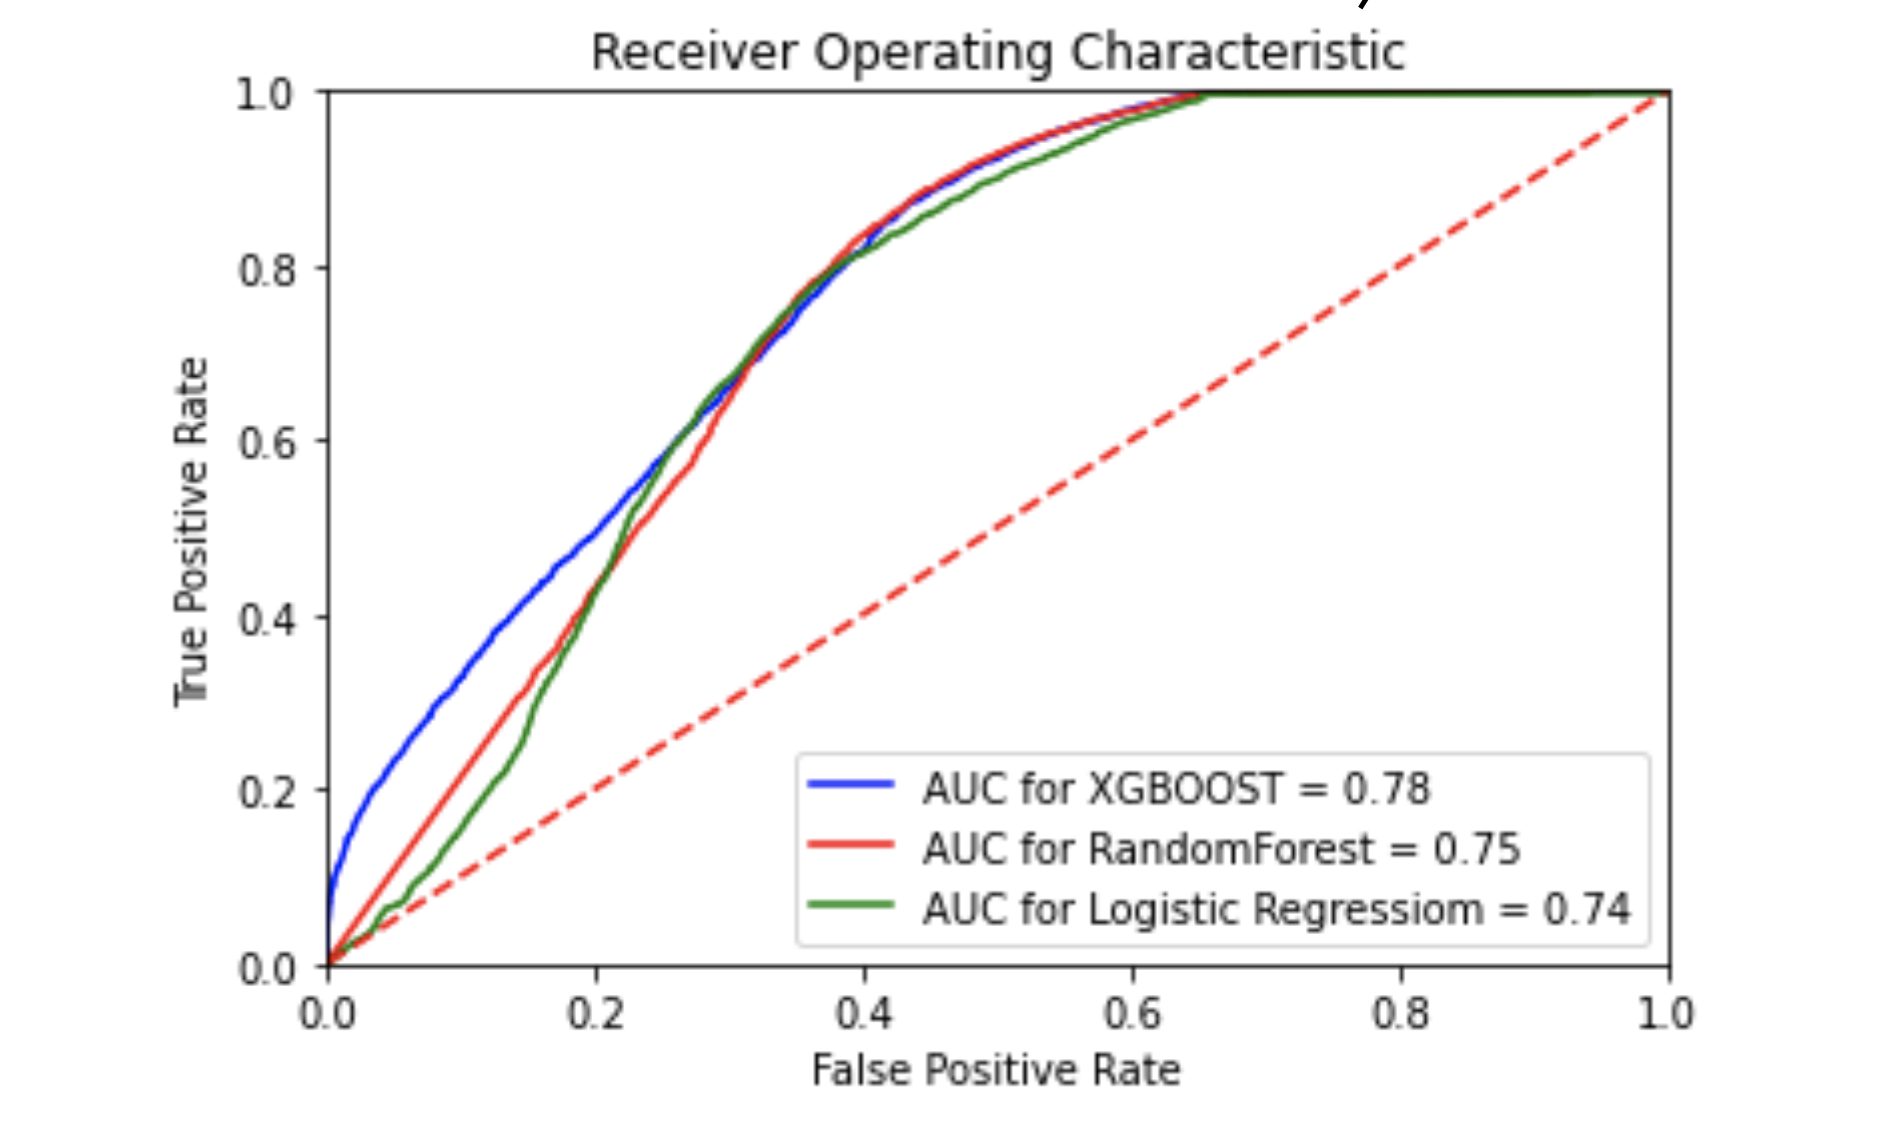 Receiver Operating Characteristic
1.0
0.8
0.6
0.4
0.2
0.0
True Positive Rate
AUC for XGBOOST = 0.78
AUC for RandomForest = 0.75
AUC for Logistic Regressiom = 0.74
0.0 0.2 0.4 0.6 0.8 1.0
False Positive Rate